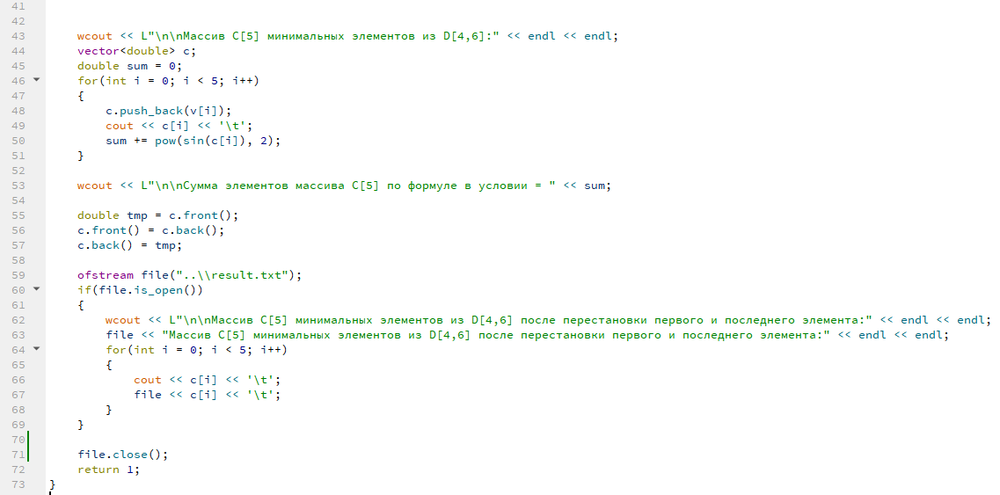 41
42
43 wcout << L"\n\nМассив C[5] минимальных элементов из D[4,6]:" << endl << endl;
44 vector<double> c;
45 double sum = 0;
46 for(int i = 0; i < 5; i++)
47 {
48 c.push_back(v[i]);
49 cout << c[i] << '\t';
50 sum += pow(sin(c[i]), 2);
51 }
52
53 wcout << L"\n\nСумма элементов массива C[5] по формуле в условии = " << sum;
54
55 double tmp = c.front();
56 c.front() = c.back();
57 c.back() = tmp;
58
59 ofstream file("..\\result.txt");
60 if(file.is_open())
61 {
62 wcout << L"\n\nМассив C[5] минимальных элементов из D[4,6] после перестановки первого и последнего элемента:" << endl << endl;
63 file << "Массив C[5] минимальных элементов из D[4,6] после перестановки первого и последнего элемента:" << endl << endl;
64 for(int i = 0; i < 5; i++)
65 {
66 cout << c[i] << '\t';
67 file << c[i] << '\t';
68 }
69 }
70
71 file.close();
72 return 1;
73 }